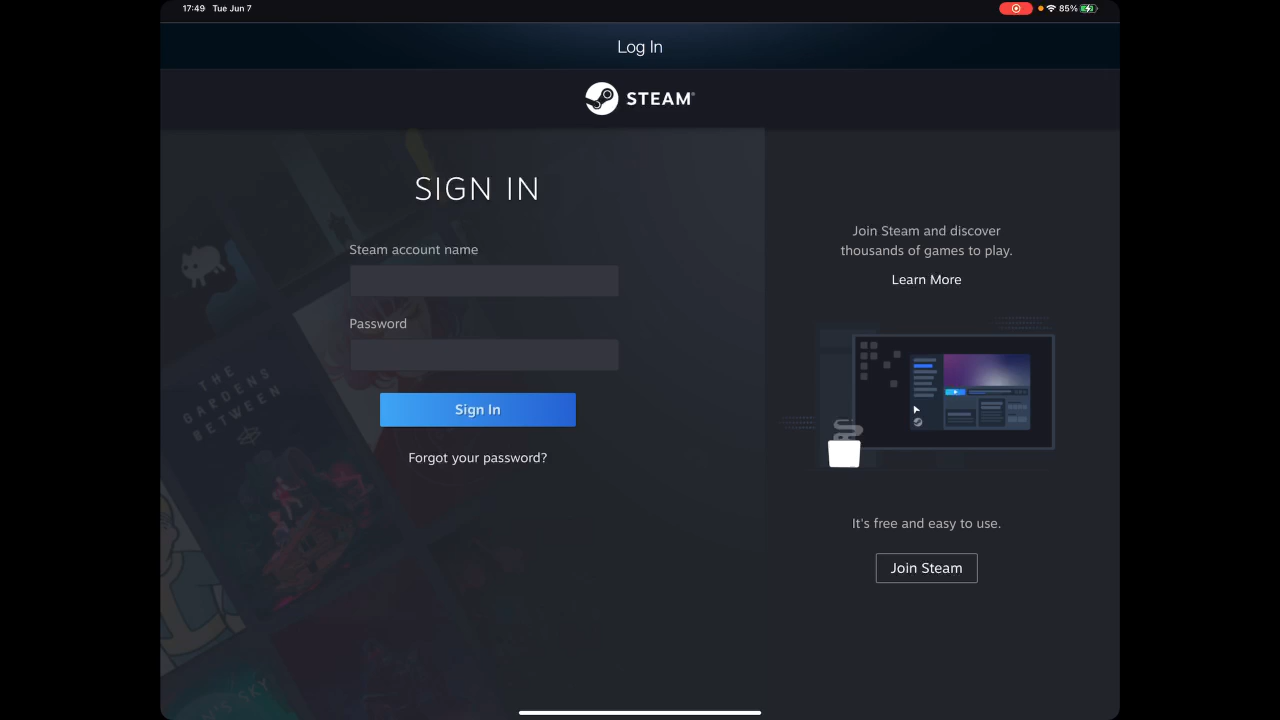 17:49 Tue Jun 7
85%
Log In
STEAM
SIGN IN
Steam account name
Password
Sign In
Forgot your password?
THE
GARDENS
BETWEEN
Join Steam and discover
thousands of games to play.
Learn More
It's free and easy to use.
Join Steam